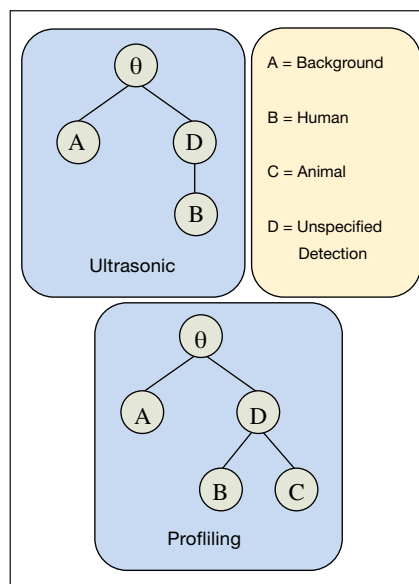 θ
A
D
B
Ultrasonic
A = Background
B = Human
C = Animal
D = Unspecified
Detection
θ
A
D
B
C
Profliling